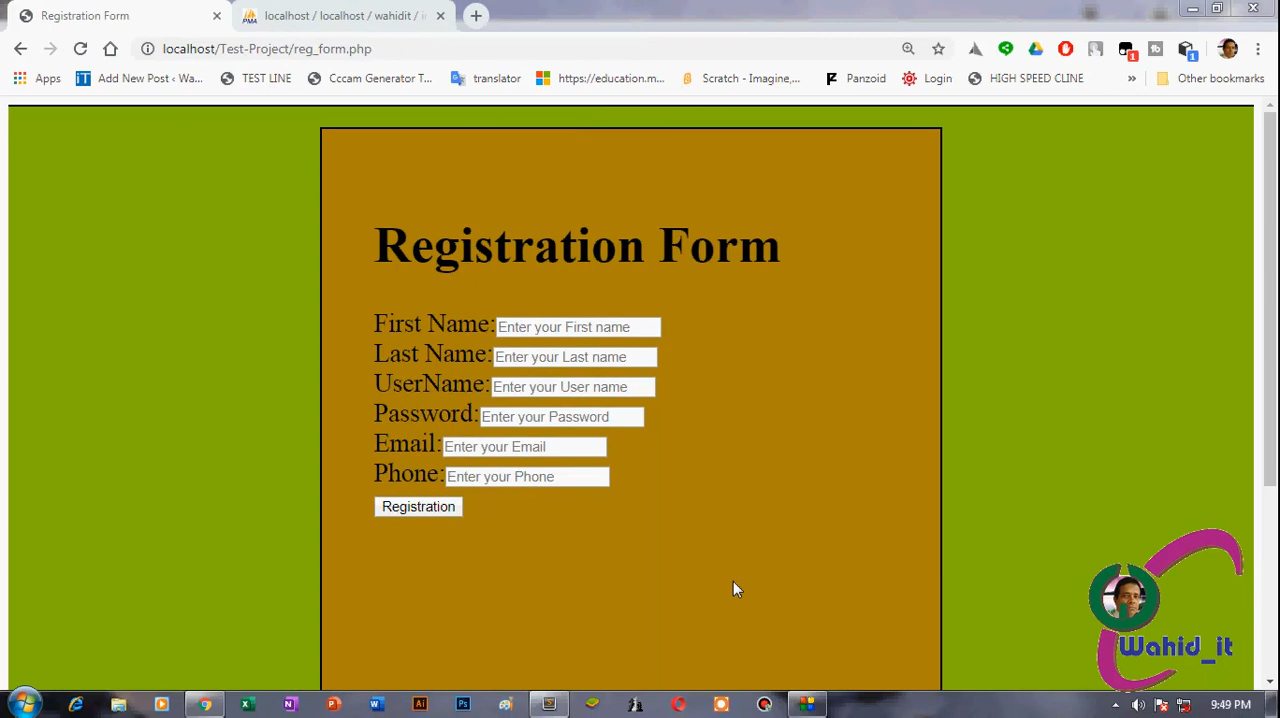 Registration Form
localhost / localhost / wahidit / 
localhost/Test-Project/reg_form.php
Apps
Add New Post ‹ Wa...
TEST LINE
Cccam Generator T...
translator
https://education.m...
Scratch - Imagine,...
Panzoid
Login
HIGH SPEED CLINE
»
Other bookmarks
Registration Form
First Name: Enter your First name
Last Name: Enter your Last name
UserName: Enter your User name
Password: Enter your Password
Email: Enter your Email
Phone: Enter your Phone
Registration
Wahid_it
9:49 PM